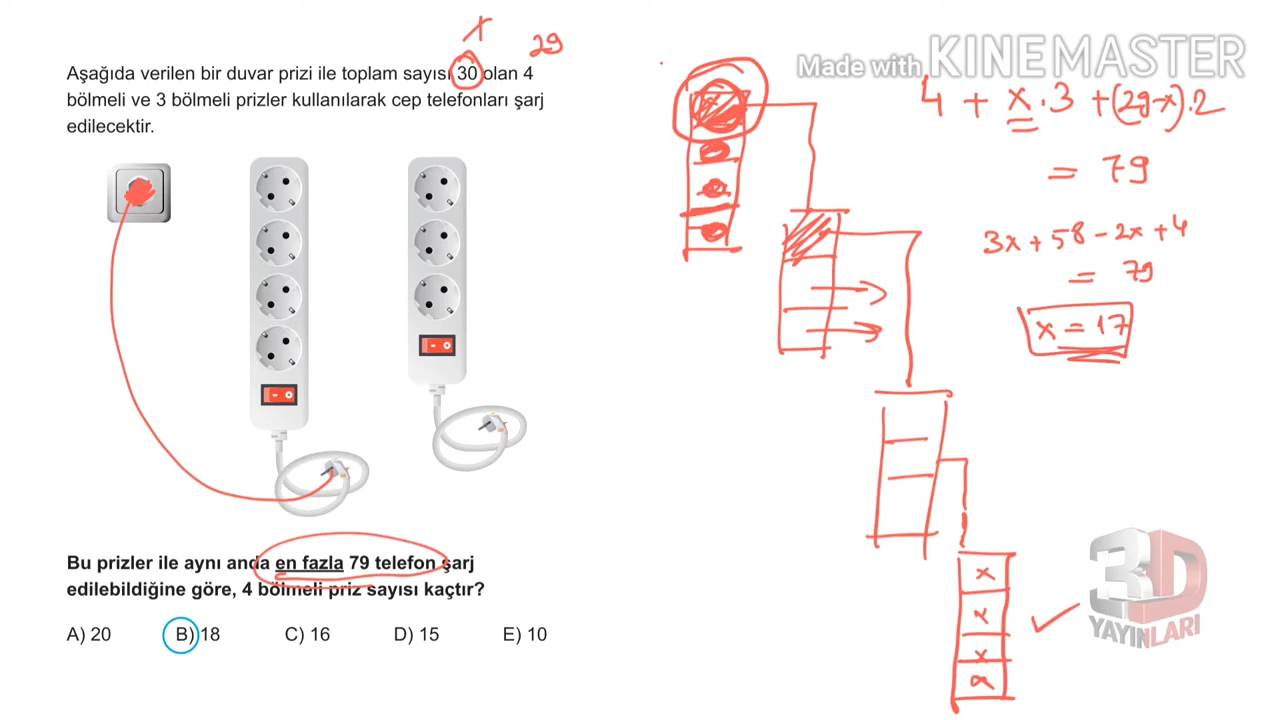 Made with KINEMASTER
x
29
Aşağıda verilen bir duvar prizi ile toplam sayısı 30 olan 4
bölmeli ve 3 bölmeli prizler kullanılarak cep telefonları şarj
edilecektir.
Bu prizler ile aynı anda en fazla 79 telefon şarj
edilebildiğine göre, 4 bölmeli priz sayısı kaçtır?
A) 20
B) 18
C) 16
D) 15
E) 10
4 + x . 3 + (29-x) . 2
= 79
3x + 58 - 2x + 4
= 79
x = 17
x
x
x
x
3D
YAYINLARI